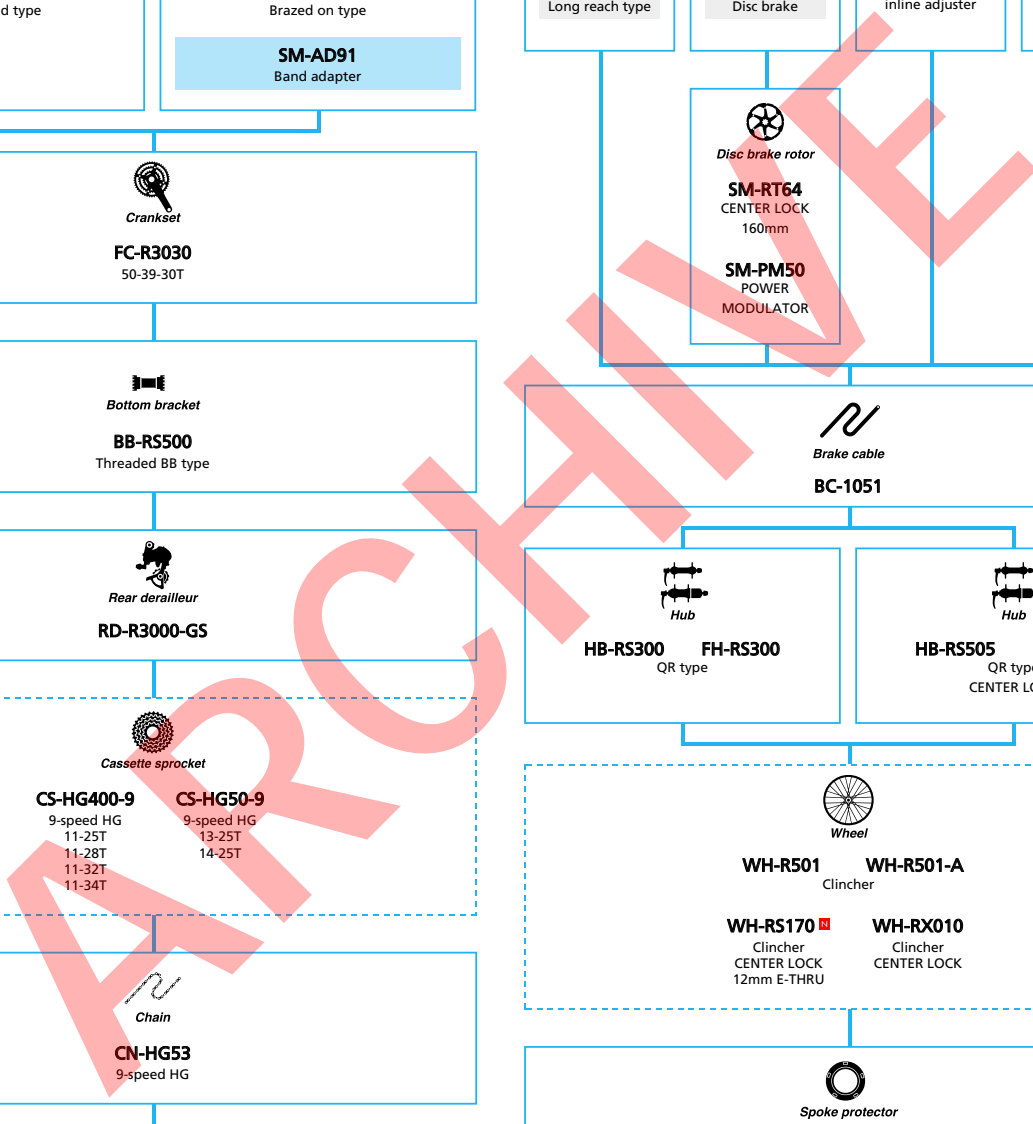 d type
Brazed on type
SM-AD91
Band adapter
Crankset
FC-R3030
50-39-30T
Bottom bracket
BB-RS500
Threaded BB type
Rear derailleur
RD-R3000-GS
Cassette sprocket
CS-HG400-9 CS-HG50-9
9-speed HG 9-speed HG
11-25T 13-25T
11-28T 14-25T
11-32T
11-34T
Chain
CN-HG53
9-speed HG
Long reach type
Disc brake
inline adjuster
Disc brake rotor
SM-RT64
CENTER LOCK
160mm
SM-PM50
POWER
MODULATOR
Brake cable
BC-1051
Hub
HB-RS300 FH-RS300
QR type
Hub
HB-RS505
QR typ
CENTER LO
Wheel
WH-R501 WH-R501-A
Clincher
WH-RS170 N WH-RX010
Clincher Clincher
CENTER LOCK CENTER LOCK
12mm E-THRU
Spoke protector
ARCHIVE